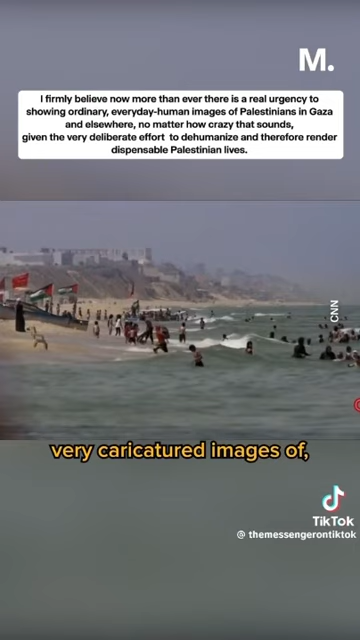 M.
I firmly believe now more than ever there is a real urgency to
showing ordinary, everyday-human images of Palestinians in Gaza
and elsewhere, no matter how crazy that sounds,
given the very deliberate effort to dehumanize and therefore render
dispensable Palestinian lives.
CNN
very caricatured images of,
TikTok
@ themessengerontiktok